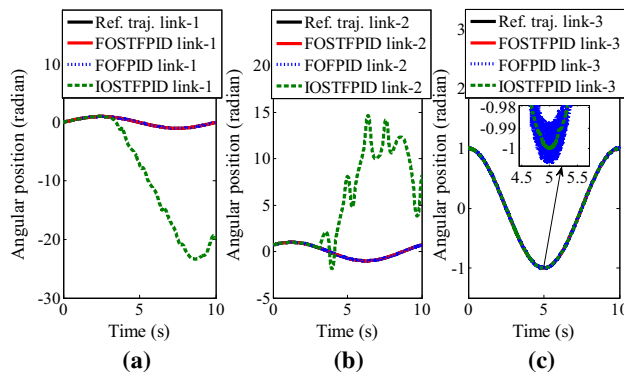 Ref. traj. link-1
FOSTFPID link-1
FOFPID link-1
IOSTFPID link-1
Angular position (radian)
10
0
-10
-20
-30
0
5
10
Time (s)
(a)
Ref. traj. link-2
FOSTFPID link-2
FOFPID link-2
IOSTFPID link-2
Angular position (radian)
20
15
10
5
0
-5
0
5
10
Time (s)
(b)
Ref. traj. link-3
FOSTFPID link-3
FOFPID link-3
IOSTFPID link-3
Angular position (radian)
3
2
1
0
-1
0
5
10
-0.98
-0.99
-1
4.5
5
5.5
Time (s)
(c)